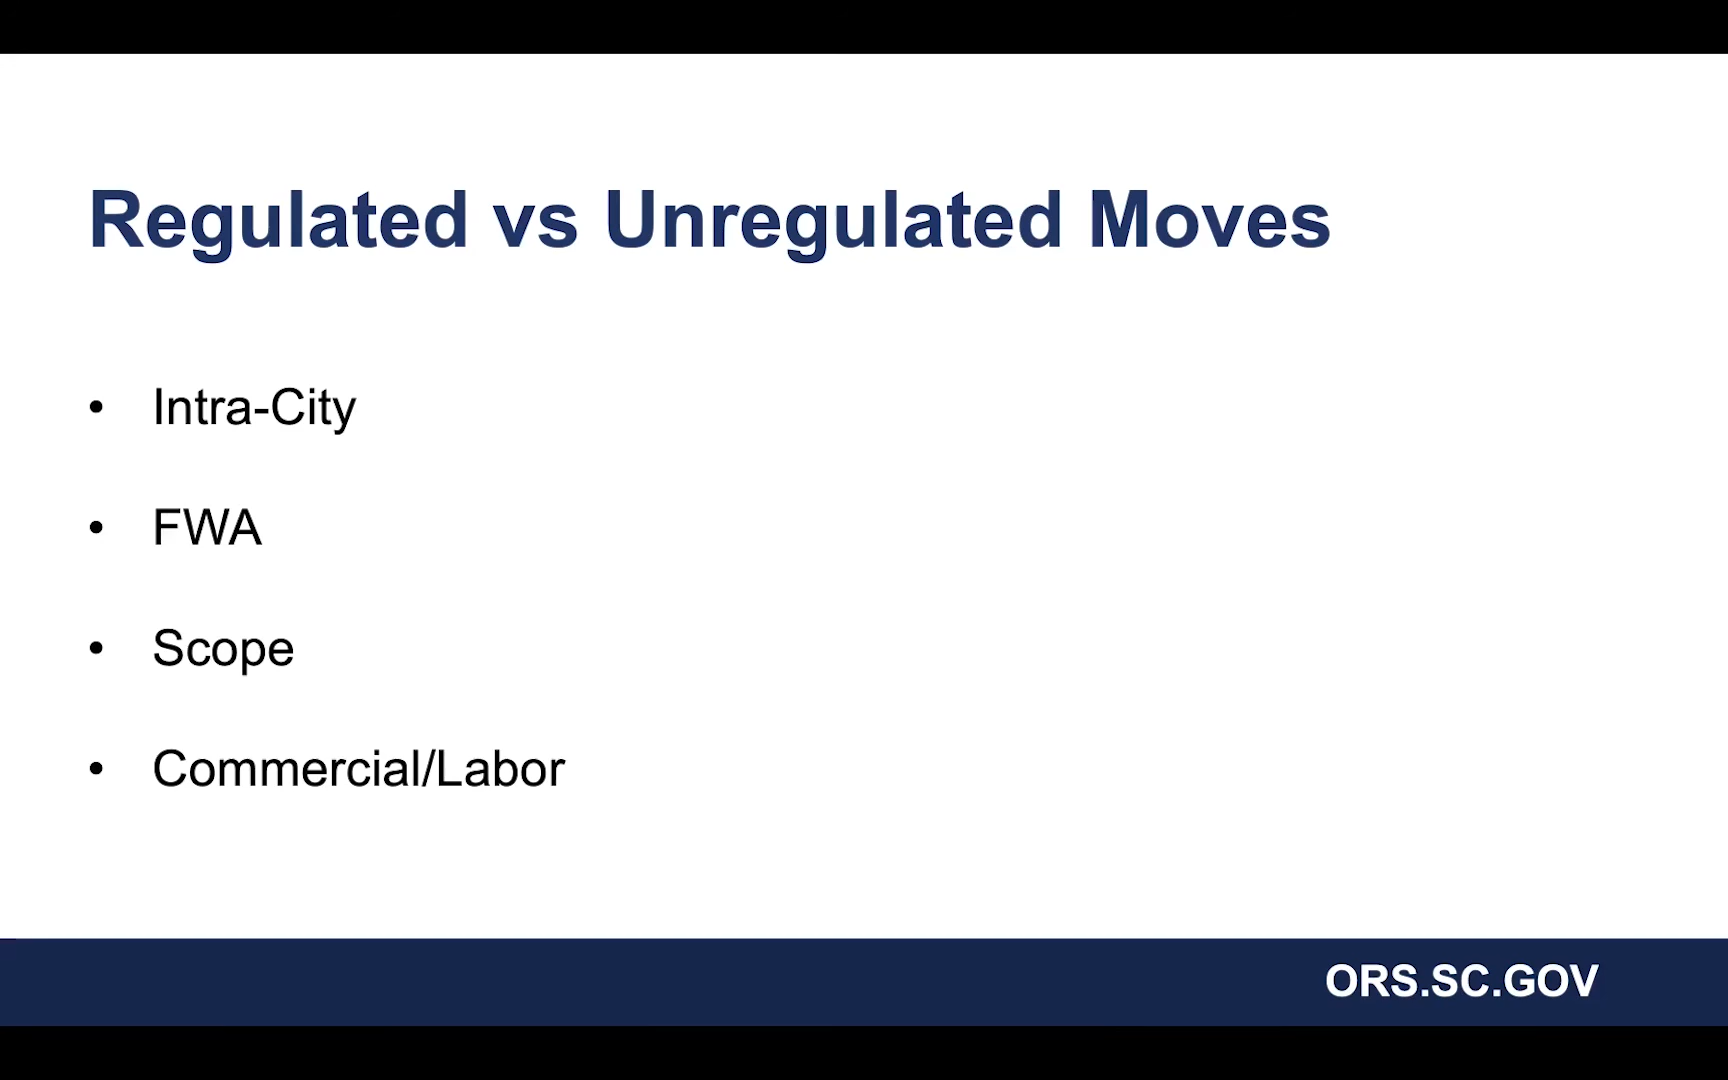 Regulated vs Unregulated Moves
• Intra-City
• FWA
• Scope
• Commercial/Labor
ORS.SC.GOV